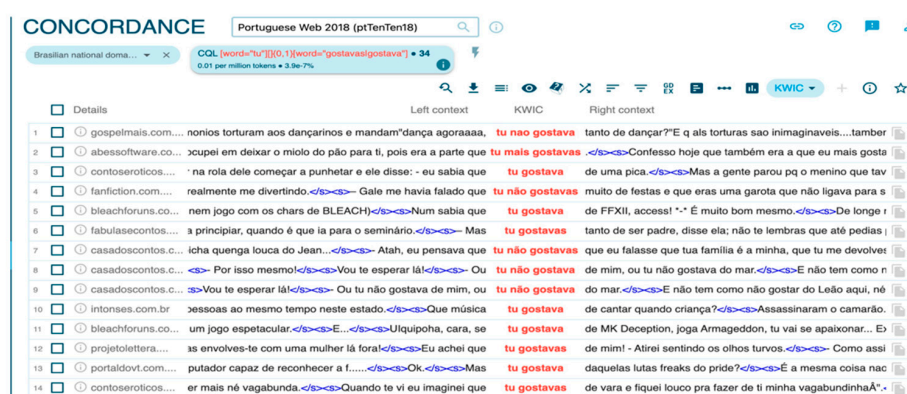 CONCORDANCE Portuguese Web 2018 (ptTenTen18)
Brasilian national doma... CQL [word="tu"][]{0,1}[word="gostavas|gostava"] • 34
0.01 per million tokens • 3.9e-7%
KWIC
Details Left context KWIC Right context
1 gospelmais.com.... monios torturam aos dançarinos e mandam"dança agoraaaa, tu nao gostava tanto de dançar?"E q als torturas sao inimaginaveis....tamber
2 abessoftware.co... ocupei em deixar o miolo do pão para ti, pois era a parte que tu mais gostavas .</s><s>Confesso hoje que também era a que eu mais gosta
3 contoseroticos.... na rola dele começar a punhetar e ele disse: - eu sabia que tu gostava de uma pica.</s><s>Mas a gente parou pq o menino que tav
4 fanfiction.com.... realmente me divertindo.</s><s>– Gale me havia falado que tu não gostavas muito de festas e que eras uma garota que não ligava para s
5 bleachforuns.co... nem jogo com os chars de BLEACH)</s><s>Num sabia que tu gostava de FFXII, access! *-* É muito bom mesmo.</s><s>De longe r
6 fabulasecontos.... a principiar, quando é que ia para o seminário.</s><s>– Mas tu gostavas tanto de ser padre, disse ela; não te lembras que até pedias
7 casadoscontos.c... icha quenga louca do Jean...</s><s>- Atah, eu pensava que tu não gostavas que eu falasse que tua família é a minha, que tu me devolves
8 casadoscontos.c... <s>- Por isso mesmo!</s><s>Vou te esperar lá!</s><s>- Ou tu não gostava de mim, ou tu não gostava do mar.</s><s>E não tem como n
9 casadoscontos.c... :s>Vou te esperar lá!</s><s>- Ou tu não gostava de mim, ou tu não gostava do mar.</s><s>E não tem como não gostar do Leão aqui, né
10 intonses.com.br pessoas ao mesmo tempo neste estado.</s><s>Que música tu gostava de cantar quando criança?</s><s>Assassinaram o camarão.
11 bleachforuns.co... um jogo espetacular.</s><s>E...</s><s>Ulquipoha, cara, se tu gostava de MK Deception, joga Armageddon, tu vai se apaixonar... Ex
12 projetolettera.... as envolves-te com uma mulher lá fora!</s><s>Eu achei que tu gostavas de mim! - Atirei sentindo os olhos turvos.</s><s>- Como assi
13 portaldovt.com.... putador capaz de reconhecer a f......</s><s>Ok.</s><s>Mas tu gostava daquelas lutas freaks do pride?</s><s>É a mesma coisa nac
14 contoseroticos.... er mais né vagabunda.</s><s>Quando te vi eu imaginei que tu gostavas de vara e fiquei louco pra fazer de ti minha vagabundinhaÂ".